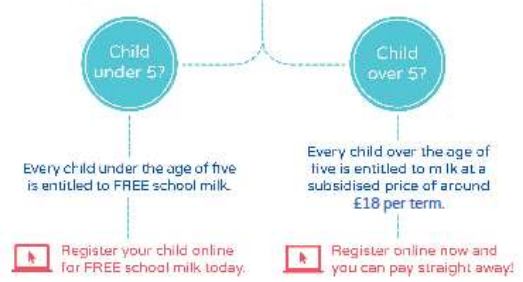 Child
under 5?
Child
over 5?
Every child under the age of five
is entitled to FREE school milk.
Every child over the age of
five is entitled to milk at a
subsidised price of around
£18 per term.
Register your child online
for FREE school milk today.
Register online now and
you can pay straight away!